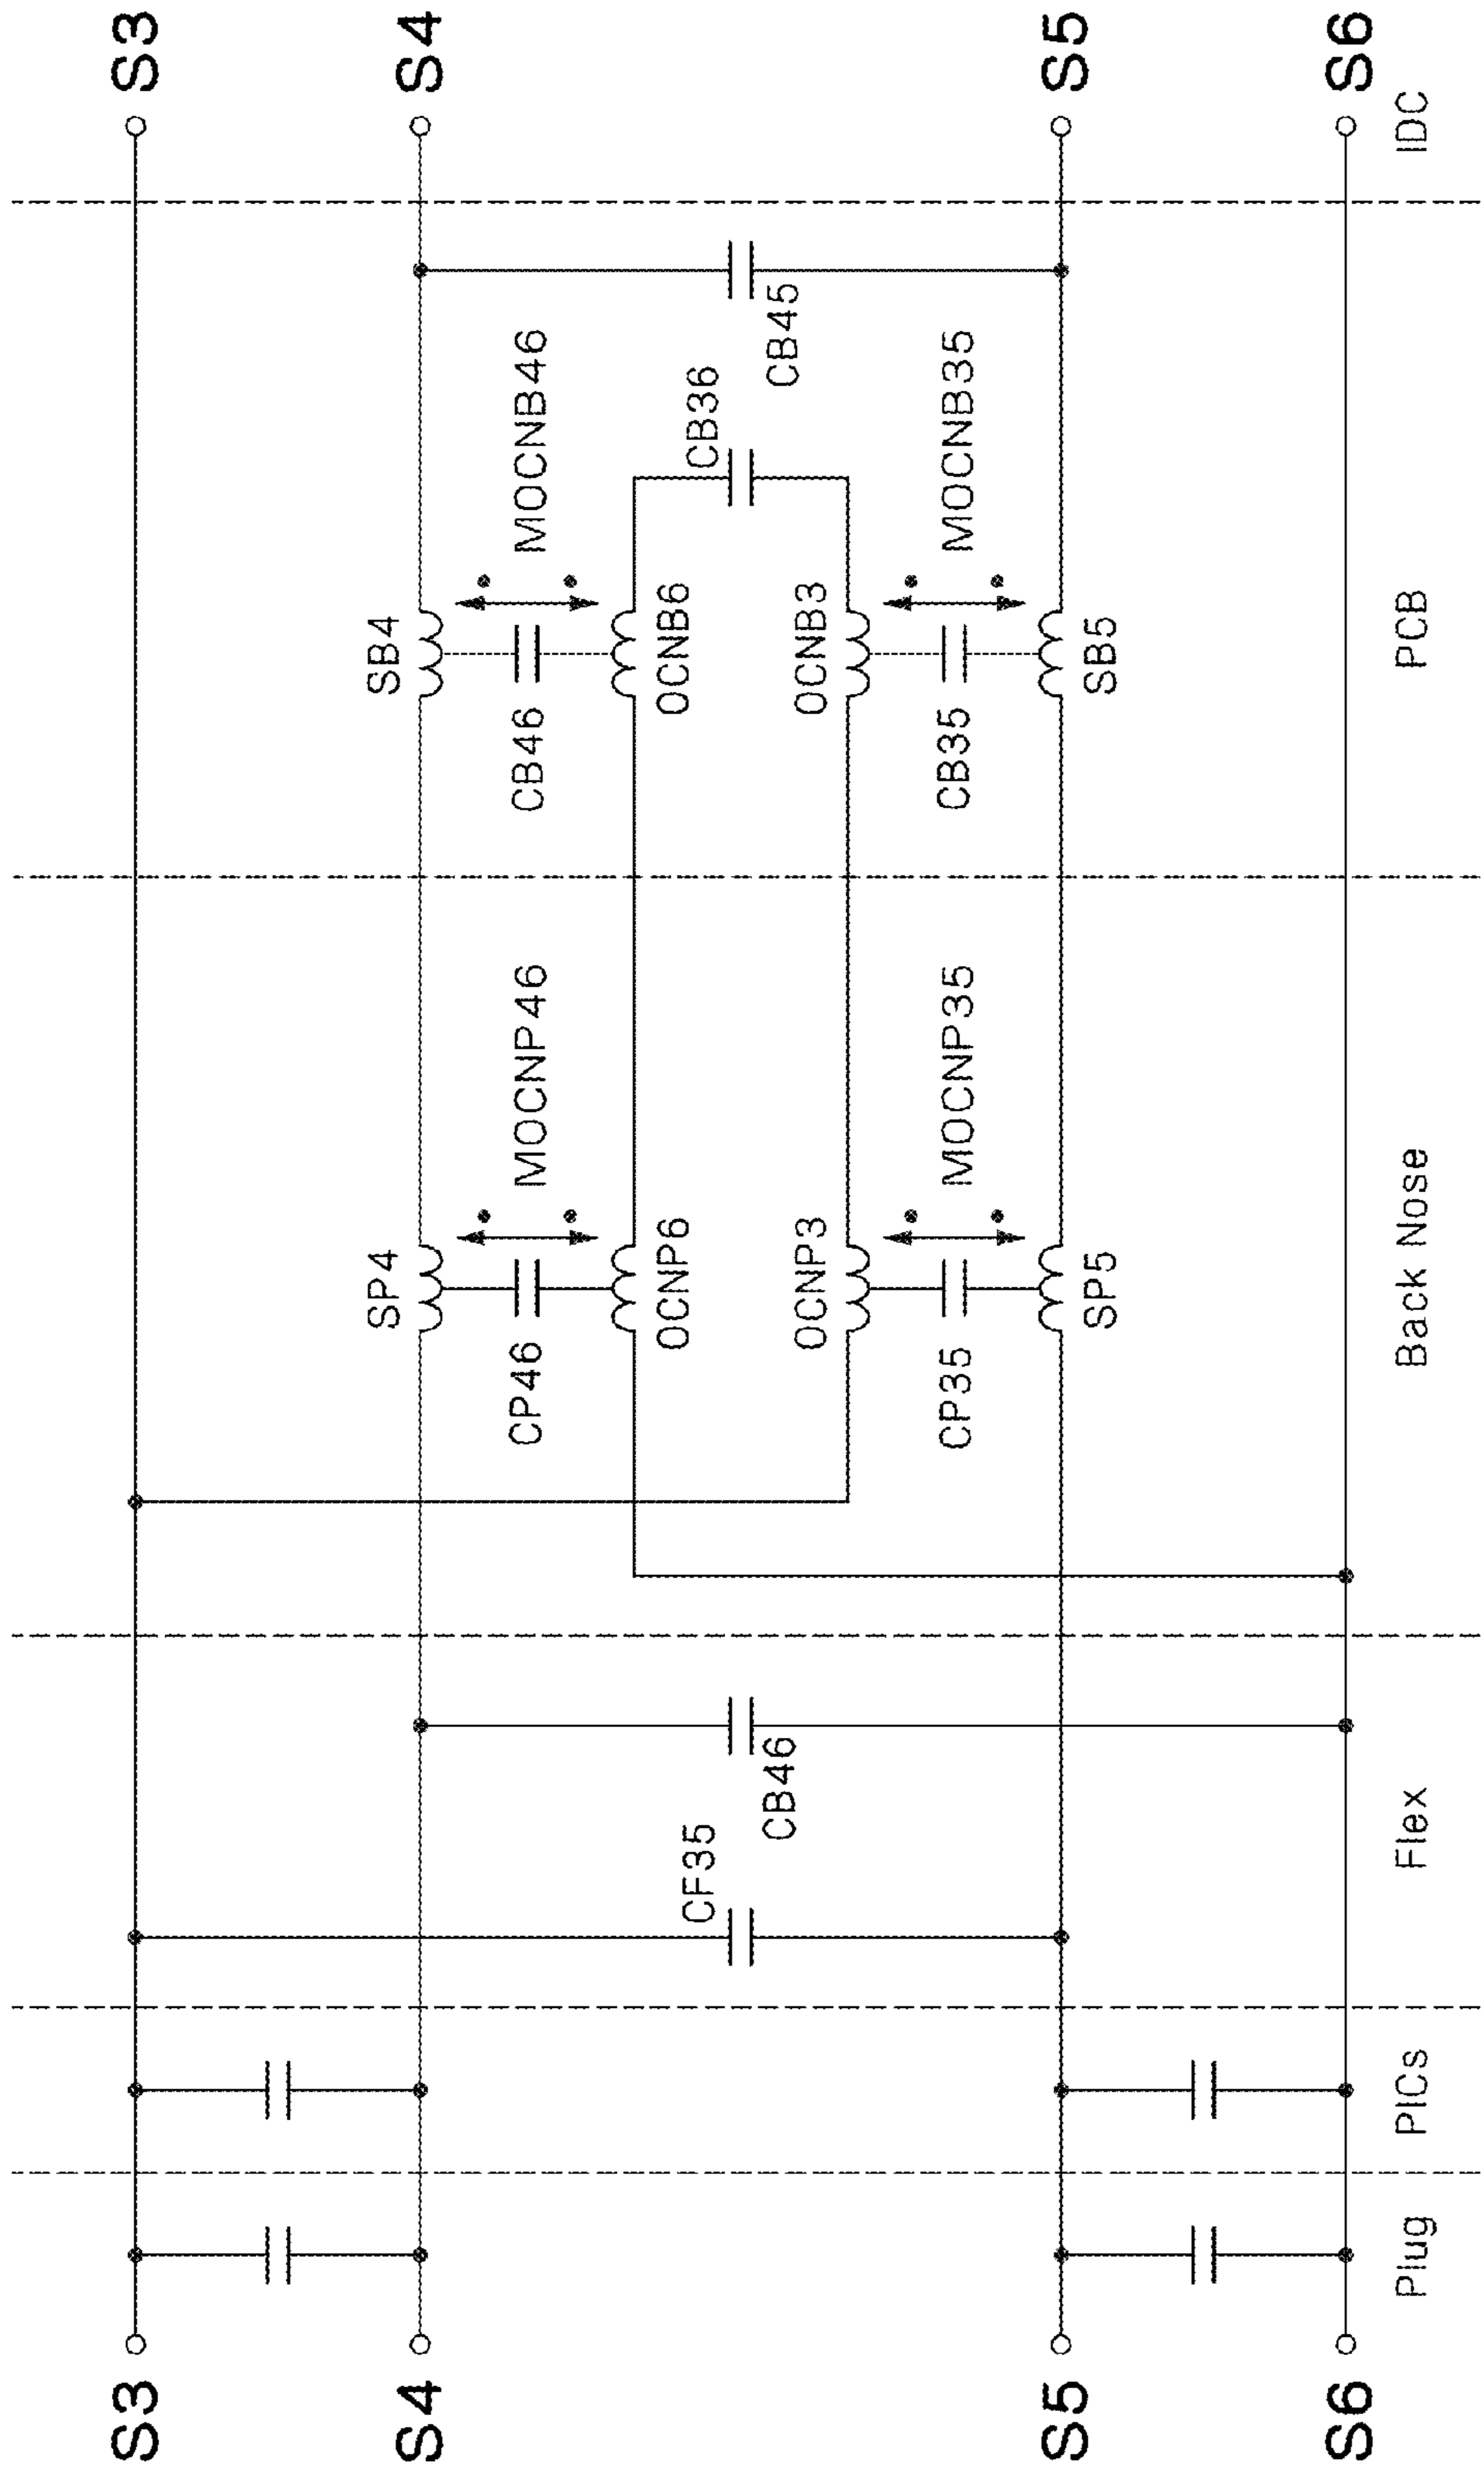 S3
S3
S4
SP4
SB4
S4
CP46
MOCNP46
CB46
MOCNB46
OCNP6
OCNB6
CF35
CB36
CB46
CB45
OCNP3
OCNB3
CP35
MOCNP35
CB35
MOCNB35
S5
SP5
SB5
S5
S6
S6
Plug
PICs
Flex
Back Nose
PCB
IDC